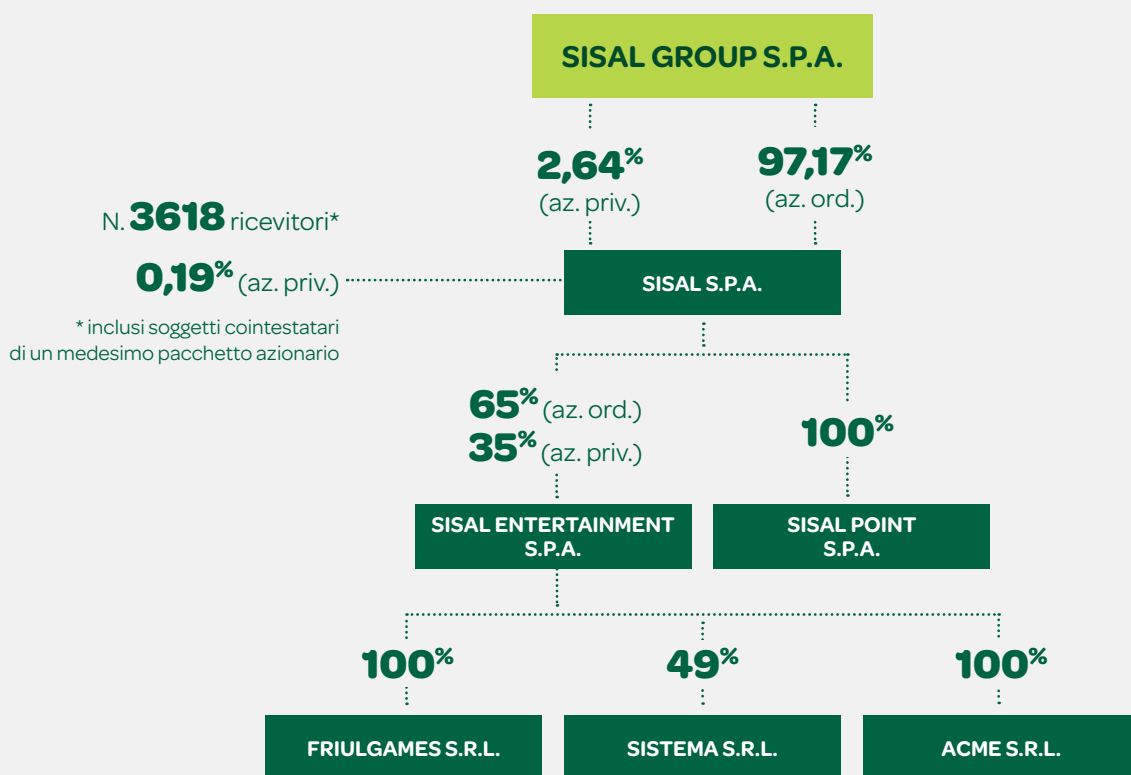 SISAL GROUP S.P.A.
2,64%
(az. priv.)
97,17%
(az. ord.)
N. 3618 ricevitori*
0,19% (az. priv.)
* inclusi soggetti cointestatari
di un medesimo pacchetto azionario
SISAL S.P.A.
65% (az. ord.)
35% (az. priv.)
100%
SISAL ENTERTAINMENT
S.P.A.
SISAL POINT
S.P.A.
100%
49%
100%
FRIULGAMES S.R.L.
SISTEMA S.R.L.
ACME S.R.L.